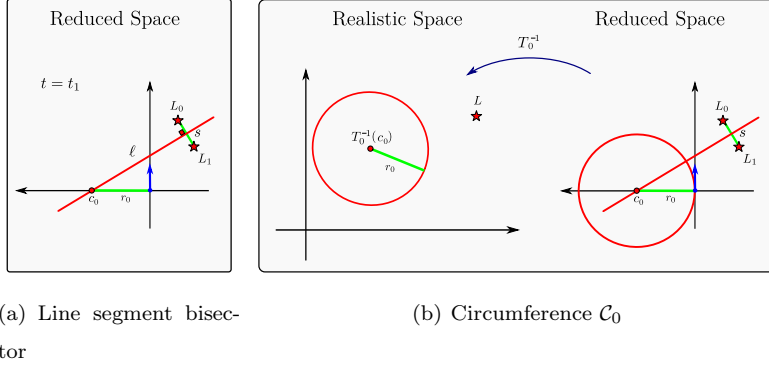 Reduced Space
t = t₁
L₀
s
L₁
ℓ
c₀
r₀
Realistic Space
Reduced Space
T₀⁻¹
L
T₀⁻¹(c₀)
r₀
L₀
s
L₁
ℓ
c₀
r₀
(a) Line segment bisec-
tor
(b) Circumference 𝒞₀